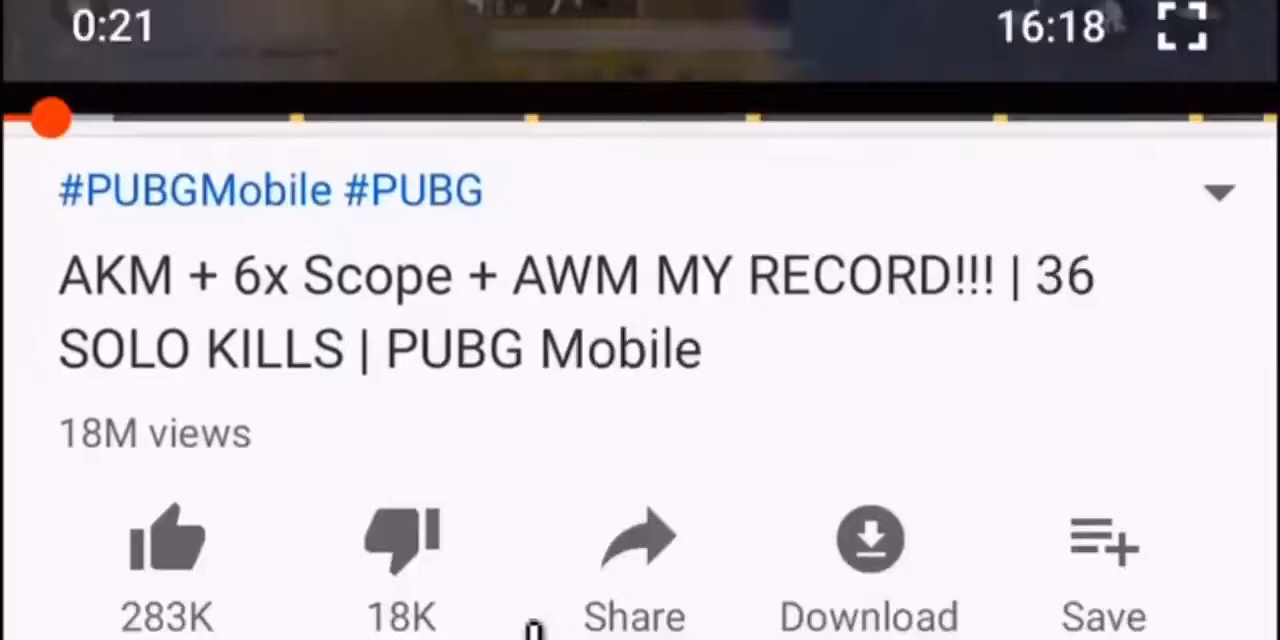 0:21 16:18
#PUBGMobile #PUBG
AKM + 6x Scope + AWM MY RECORD!!! | 36
SOLO KILLS | PUBG Mobile
18M views
283K 18K Share Download Save